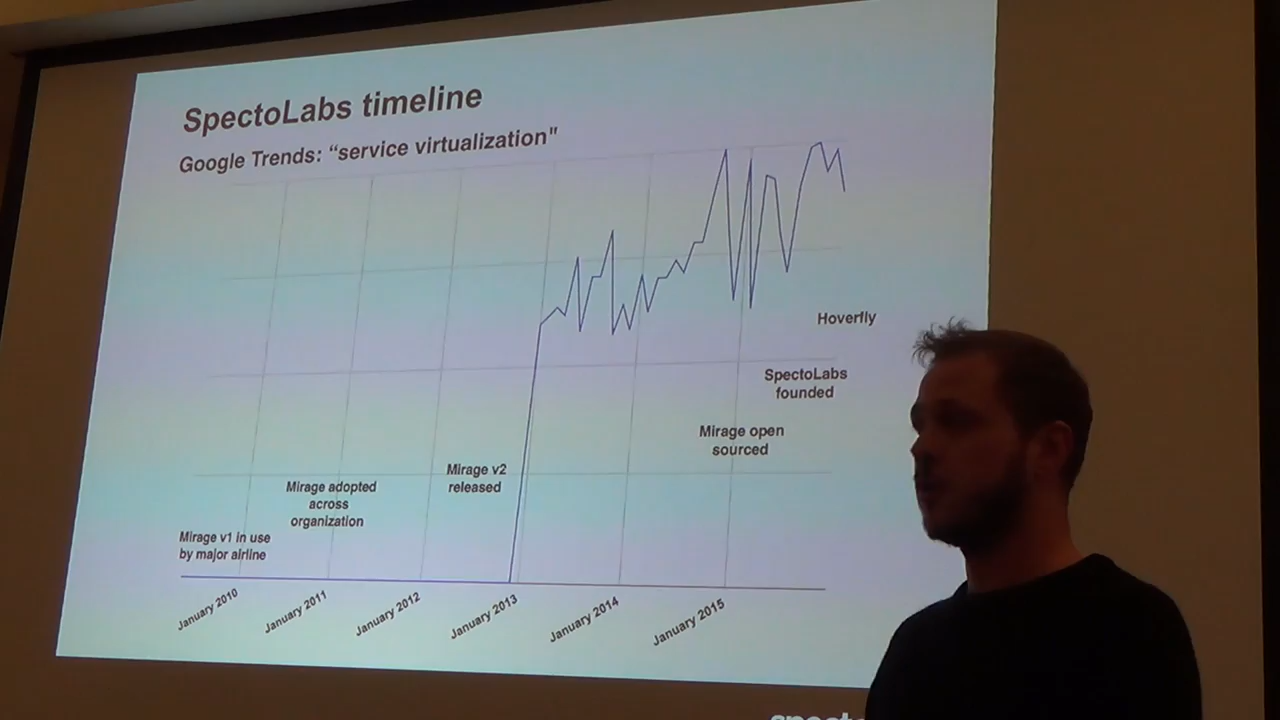 SpectoLabs timeline
Google Trends: “service virtualization"
Hoverfly
SpectoLabs
founded
Mirage open
sourced
Mirage v2
released
Mirage adopted
across
organization
Mirage v1 in use
by major airline
January 2010
January 2011
January 2012
January 2013
January 2014
January 2015